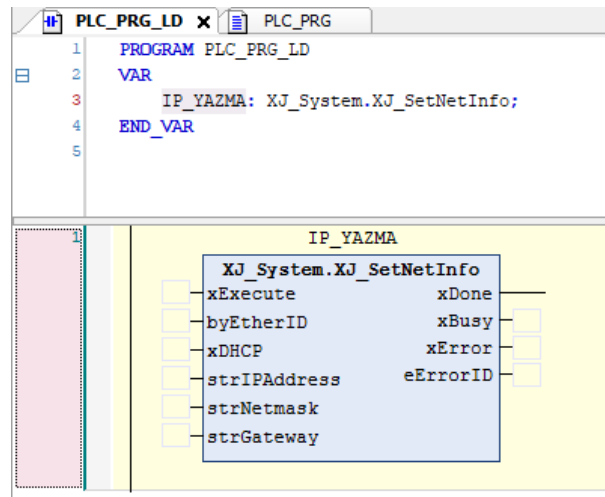 PLC_PRG_LD x PLC_PRG
1 PROGRAM PLC_PRG_LD
2 VAR
3 IP_YAZMA: XJ_System.XJ_SetNetInfo;
4 END_VAR
5
1 IP_YAZMA
XJ_System.XJ_SetNetInfo
xExecute xDone
byEtherID xBusy
xDHCP xError
strIPAddress eErrorID
strNetmask
strGateway